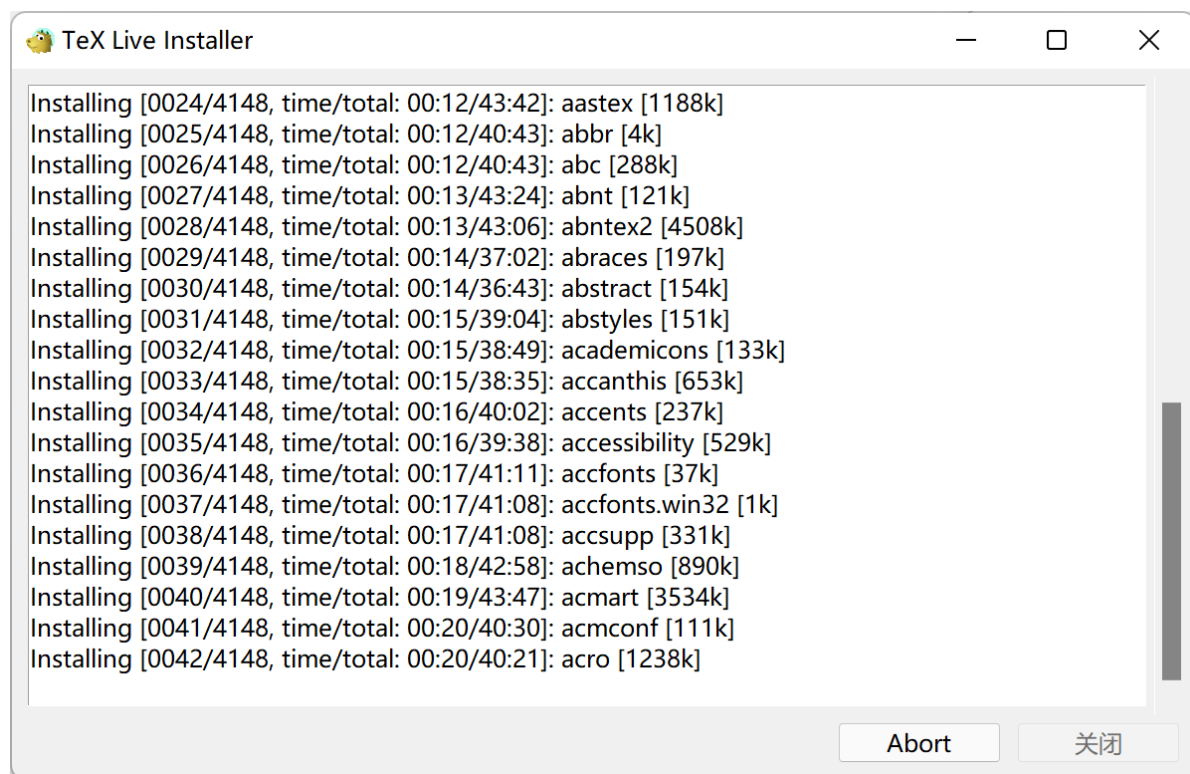 TeX Live Installer
Installing [0024/4148, time/total: 00:12/43:42]: aastex [1188k]
Installing [0025/4148, time/total: 00:12/40:43]: abbr [4k]
Installing [0026/4148, time/total: 00:12/40:43]: abc [288k]
Installing [0027/4148, time/total: 00:13/43:24]: abnt [121k]
Installing [0028/4148, time/total: 00:13/43:06]: abntex2 [4508k]
Installing [0029/4148, time/total: 00:14/37:02]: abraces [197k]
Installing [0030/4148, time/total: 00:14/36:43]: abstract [154k]
Installing [0031/4148, time/total: 00:15/39:04]: abstyles [151k]
Installing [0032/4148, time/total: 00:15/38:49]: academicons [133k]
Installing [0033/4148, time/total: 00:15/38:35]: accanthis [653k]
Installing [0034/4148, time/total: 00:16/40:02]: accents [237k]
Installing [0035/4148, time/total: 00:16/39:38]: accessibility [529k]
Installing [0036/4148, time/total: 00:17/41:11]: accfonts [37k]
Installing [0037/4148, time/total: 00:17/41:08]: accfonts.win32 [1k]
Installing [0038/4148, time/total: 00:17/41:08]: accsupp [331k]
Installing [0039/4148, time/total: 00:18/42:58]: achemso [890k]
Installing [0040/4148, time/total: 00:19/43:47]: acmart [3534k]
Installing [0041/4148, time/total: 00:20/40:30]: acmconf [111k]
Installing [0042/4148, time/total: 00:20/40:21]: acro [1238k]
Abort
关闭